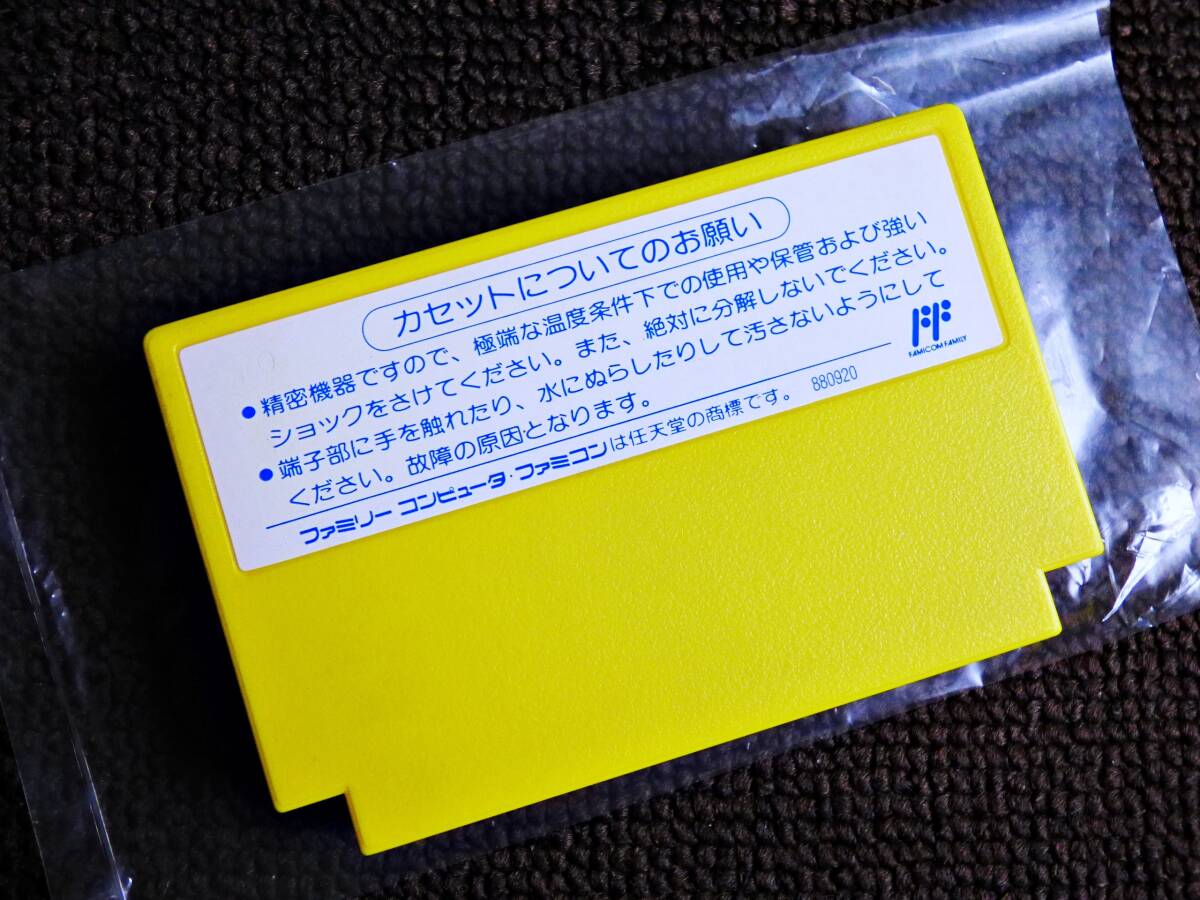 カセットについてのお願い
●精密機器ですので、極端な温度条件下での使用や保管および強い
ショックをさけてください。また、絶対に分解しないでください。
●端子部に手を触れたり、水にぬらしたりして汚さないようにして
ください。故障の原因となります。
FAMICOM FAMILY
ファミリー コンピュータ・ファミコンは任天堂の商標です。 880920